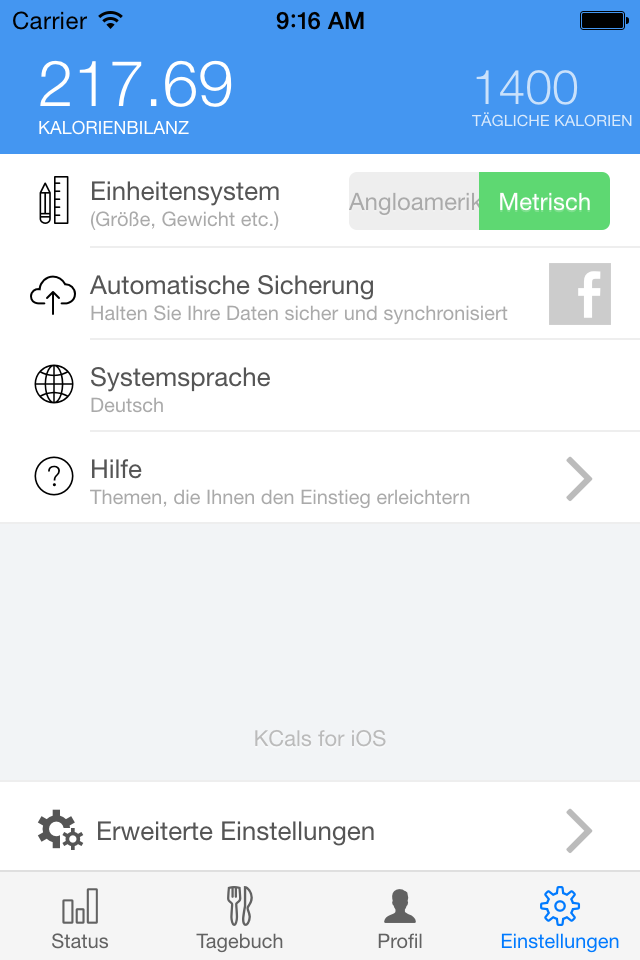 Carrier 9:16 AM
217.69 1400
KALORIENBILANZ TÄGLICHE KALORIEN
Einheitensystem
(Größe, Gewicht etc.)
Angloamerik Metrisch
Automatische Sicherung
Halten Sie Ihre Daten sicher und synchronisiert
f
Systemsprache
Deutsch
?
Hilfe
Themen, die Ihnen den Einstieg erleichtern
KCals for iOS
Erweiterte Einstellungen
Status Tagebuch Profil Einstellungen